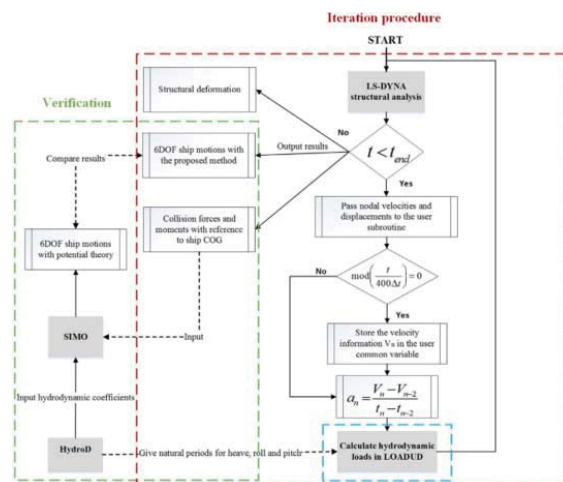 Iteration procedure
START
LS-DYNA
structural analysis
Structural deformation
No
t < t_end
Output results
6DOF ship motions with
the proposed method
Yes
Verification
Compare results
Pass nodal velocities and
displacements to the user
subroutine
Collision forces and
moments with reference
to ship COG
6DOF ship motions
with potential theory
No
mod(t/400Δt) = 0
Yes
SIMO
Input
Store the velocity
information Vn in the user
common variable
Input hydrodynamic coefficients
a_n = (V_n − V_{n-2})/(t_n − t_{n-2})
HydroD
Give natural periods for heave, roll and pitch
Calculate hydrodynamic
loads in LOADUD